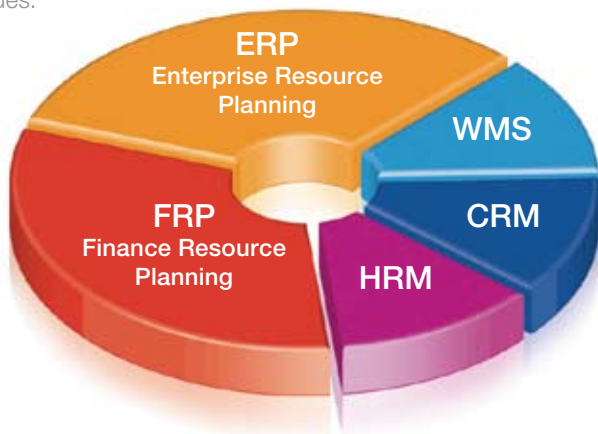 ERP
Enterprise Resource
Planning
WMS
CRM
FRP
Finance Resource
Planning
HRM